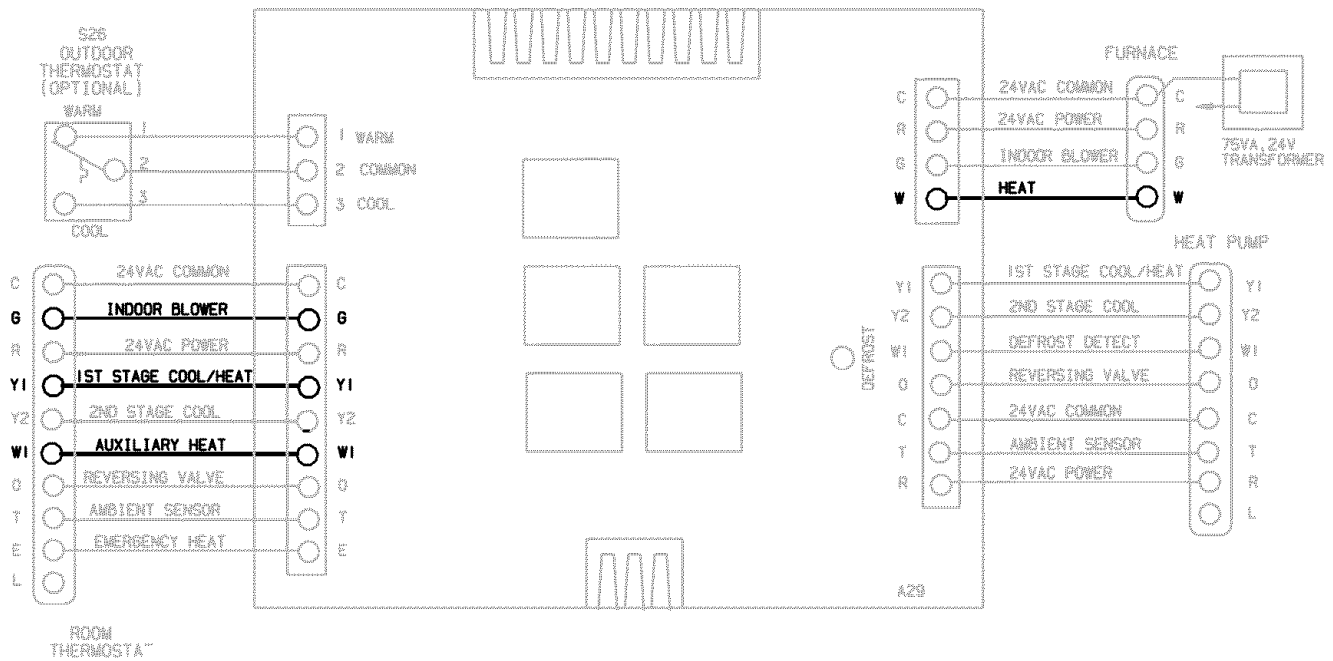 S26
OUTDOOR
THERMOSTAT
(OPTIONAL)
WARM
1
2
3
COOL
1 WARM
2 COMMON
3 COOL
C 24VAC COMMON C
G INDOOR BLOWER G
R 24VAC POWER R
Y1 1ST STAGE COOL/HEAT Y1
Y2 2ND STAGE COOL Y2
W1 AUXILIARY HEAT W1
O REVERSING VALVE O
T AMBIENT SENSOR T
E EMERGENCY HEAT E
L
ROOM
THERMOSTAT
DEFROST
A29
FURNACE
C 24VAC COMMON C
R 24VAC POWER R
G INDOOR BLOWER G
W HEAT W
75VA, 24V
TRANSFORMER
HEAT PUMP
Y1 1ST STAGE COOL/HEAT Y1
Y2 2ND STAGE COOL Y2
W1 DEFROST DETECT W1
O REVERSING VALVE O
C 24VAC COMMON C
T AMBIENT SENSOR T
R 24VAC POWER R
L